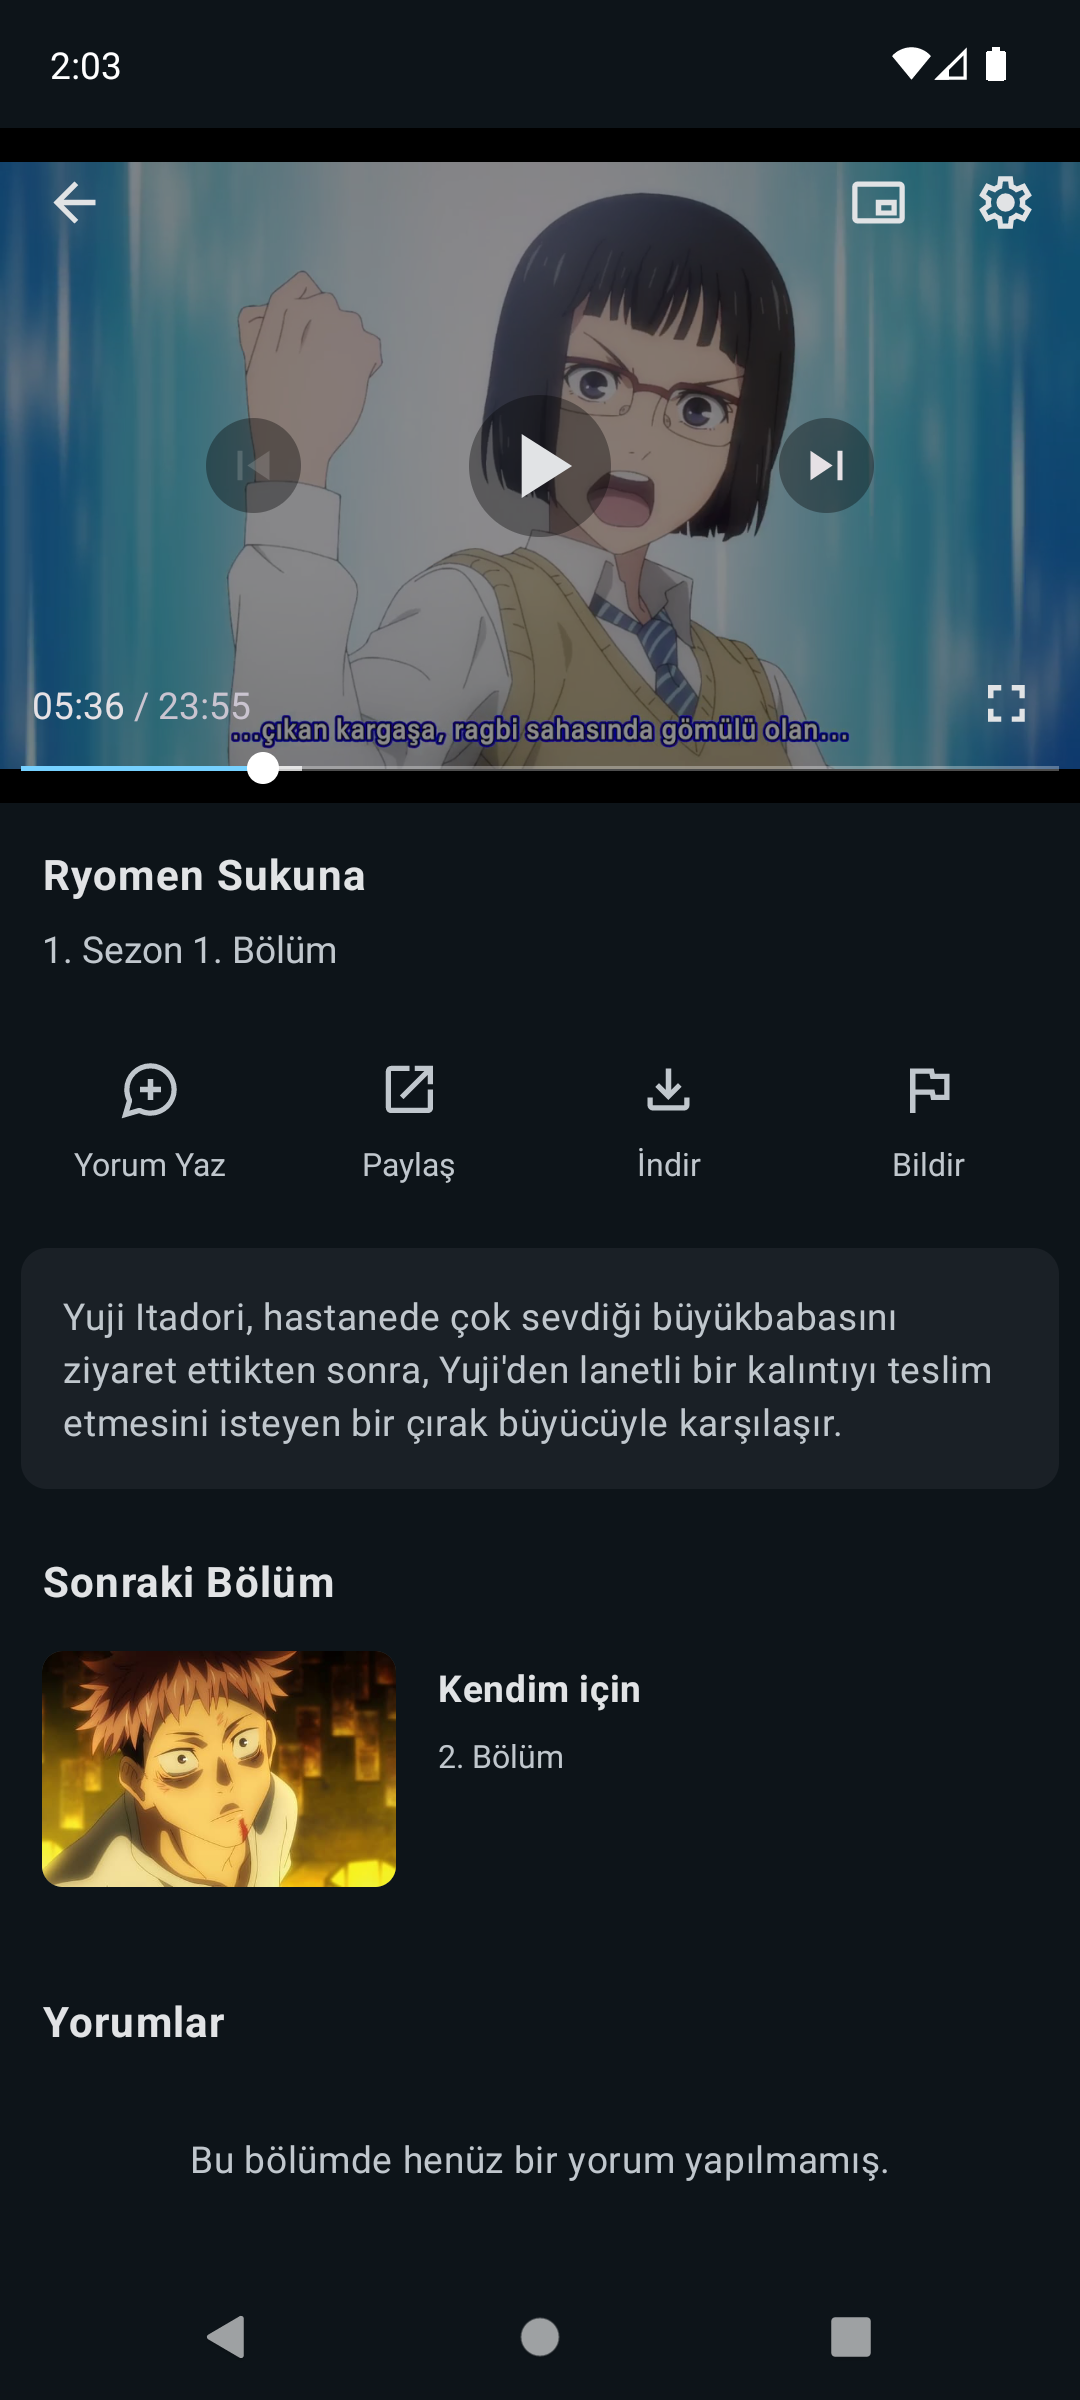 2:03
05:36 / 23:55
...çıkan kargaşa, ragbi sahasında gömülü olan...
Ryomen Sukuna
1. Sezon 1. Bölüm
Yorum Yaz
Paylaş
İndir
Bildir
Yuji Itadori, hastanede çok sevdiği büyükbabasını
ziyaret ettikten sonra, Yuji'den lanetli bir kalıntıyı teslim
etmesini isteyen bir çırak büyücüyle karşılaşır.
Sonraki Bölüm
Kendim için
2. Bölüm
Yorumlar
Bu bölümde henüz bir yorum yapılmamış.